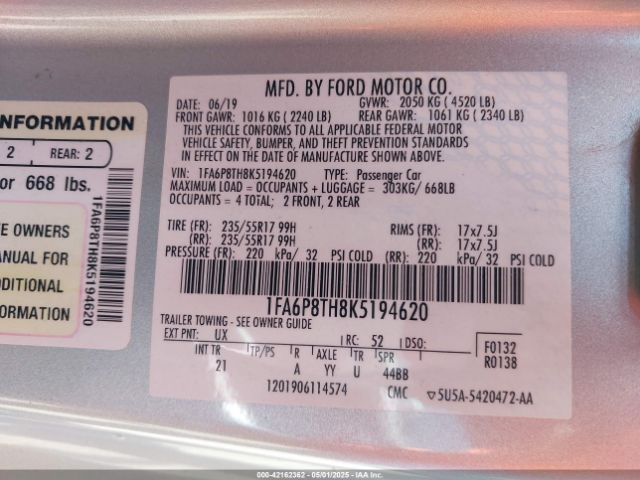 MFD. BY FORD MOTOR CO.
DATE: 06/19 GVWR: 2050 KG ( 4520 LB)
FRONT GAWR: 1016 KG ( 2240 LB) REAR GAWR: 1061 KG ( 2340 LB)
THIS VEHICLE CONFORMS TO ALL APPLICABLE FEDERAL MOTOR
VEHICLE SAFETY, BUMPER, AND THEFT PREVENTION STANDARDS
IN EFFECT ON THE DATE OF MANUFACTURE SHOWN ABOVE.
VIN: 1FA6P8TH8K5194620 TYPE: Passenger Car
MAXIMUM LOAD = OCCUPANTS + LUGGAGE = 303KG/ 668LB
OCCUPANTS = 4 TOTAL; 2 FRONT, 2 REAR
TIRE (FR): 235/55R17 99H RIMS (FR): 17x7.5J
(RR): 235/55R17 99H (RR): 17x7.5J
PRESSURE (FR): 220 kPa/ 32 PSI COLD (RR): 220 kPa/ 32 PSI COLD
1FA6P8TH8K5194620
TRAILER TOWING - SEE OWNER GUIDE
EXT PNT: UX RC: 52 DSO: F0132
INT TR TP/PS R AXLE TR SPR R0138
21 A YY U 44BB
1201906114574 CMC 5U5A-5420472-AA
INFORMATION
2 REAR: 2
or 668 lbs.
E OWNERS
MANUAL FOR
ADDITIONAL
FORMATION
1FA6P8TH8K5194620
000-42162362 - 05/01/2025 - IAA Inc.